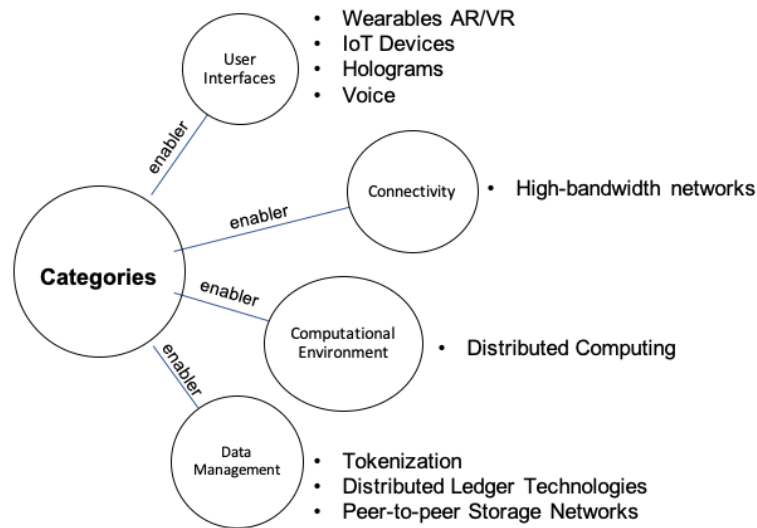 User
Interfaces
• Wearables AR/VR
• IoT Devices
• Holograms
• Voice
enabler
Connectivity
• High-bandwidth networks
enabler
Categories
enabler
Computational
Environment
• Distributed Computing
enabler
Data
Management
• Tokenization
• Distributed Ledger Technologies
• Peer-to-peer Storage Networks